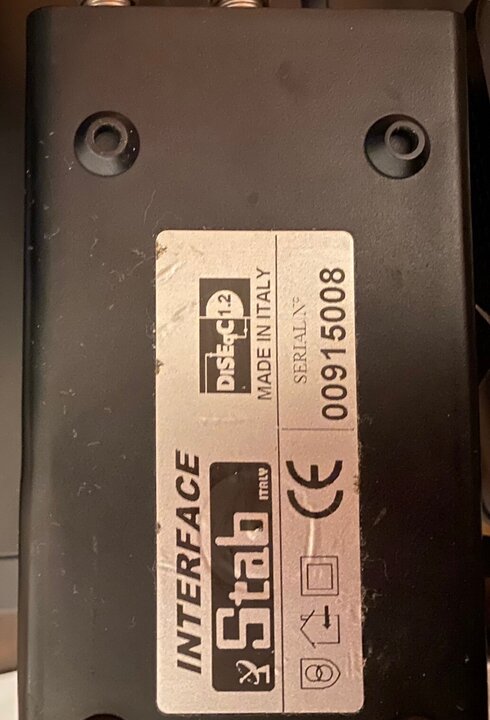 INTERFACE
Stab
ITALY
DiSEqC 1.2
MADE IN ITALY
CE
SERIAL.N°
00915008